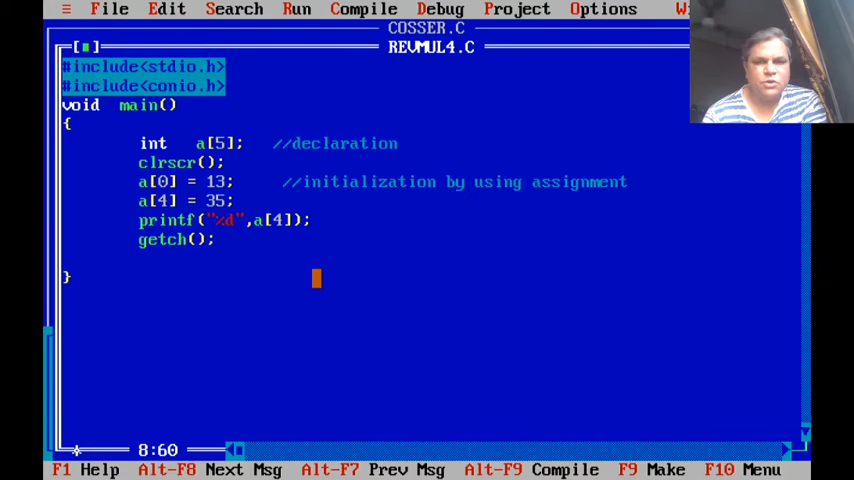 ≡ File Edit Search Run Compile Debug Project Options Wi
COSSER.C
[■] REVMUL4.C
#include<stdio.h>
#include<conio.h>
void main()
{
int a[5]; //declaration
clrscr();
a[0] = 13; //initialization by using assignment
a[4] = 35;
printf("%d",a[4]);
getch();
}
* 8:60
F1 Help Alt-F8 Next Msg Alt-F7 Prev Msg Alt-F9 Compile F9 Make F10 Menu